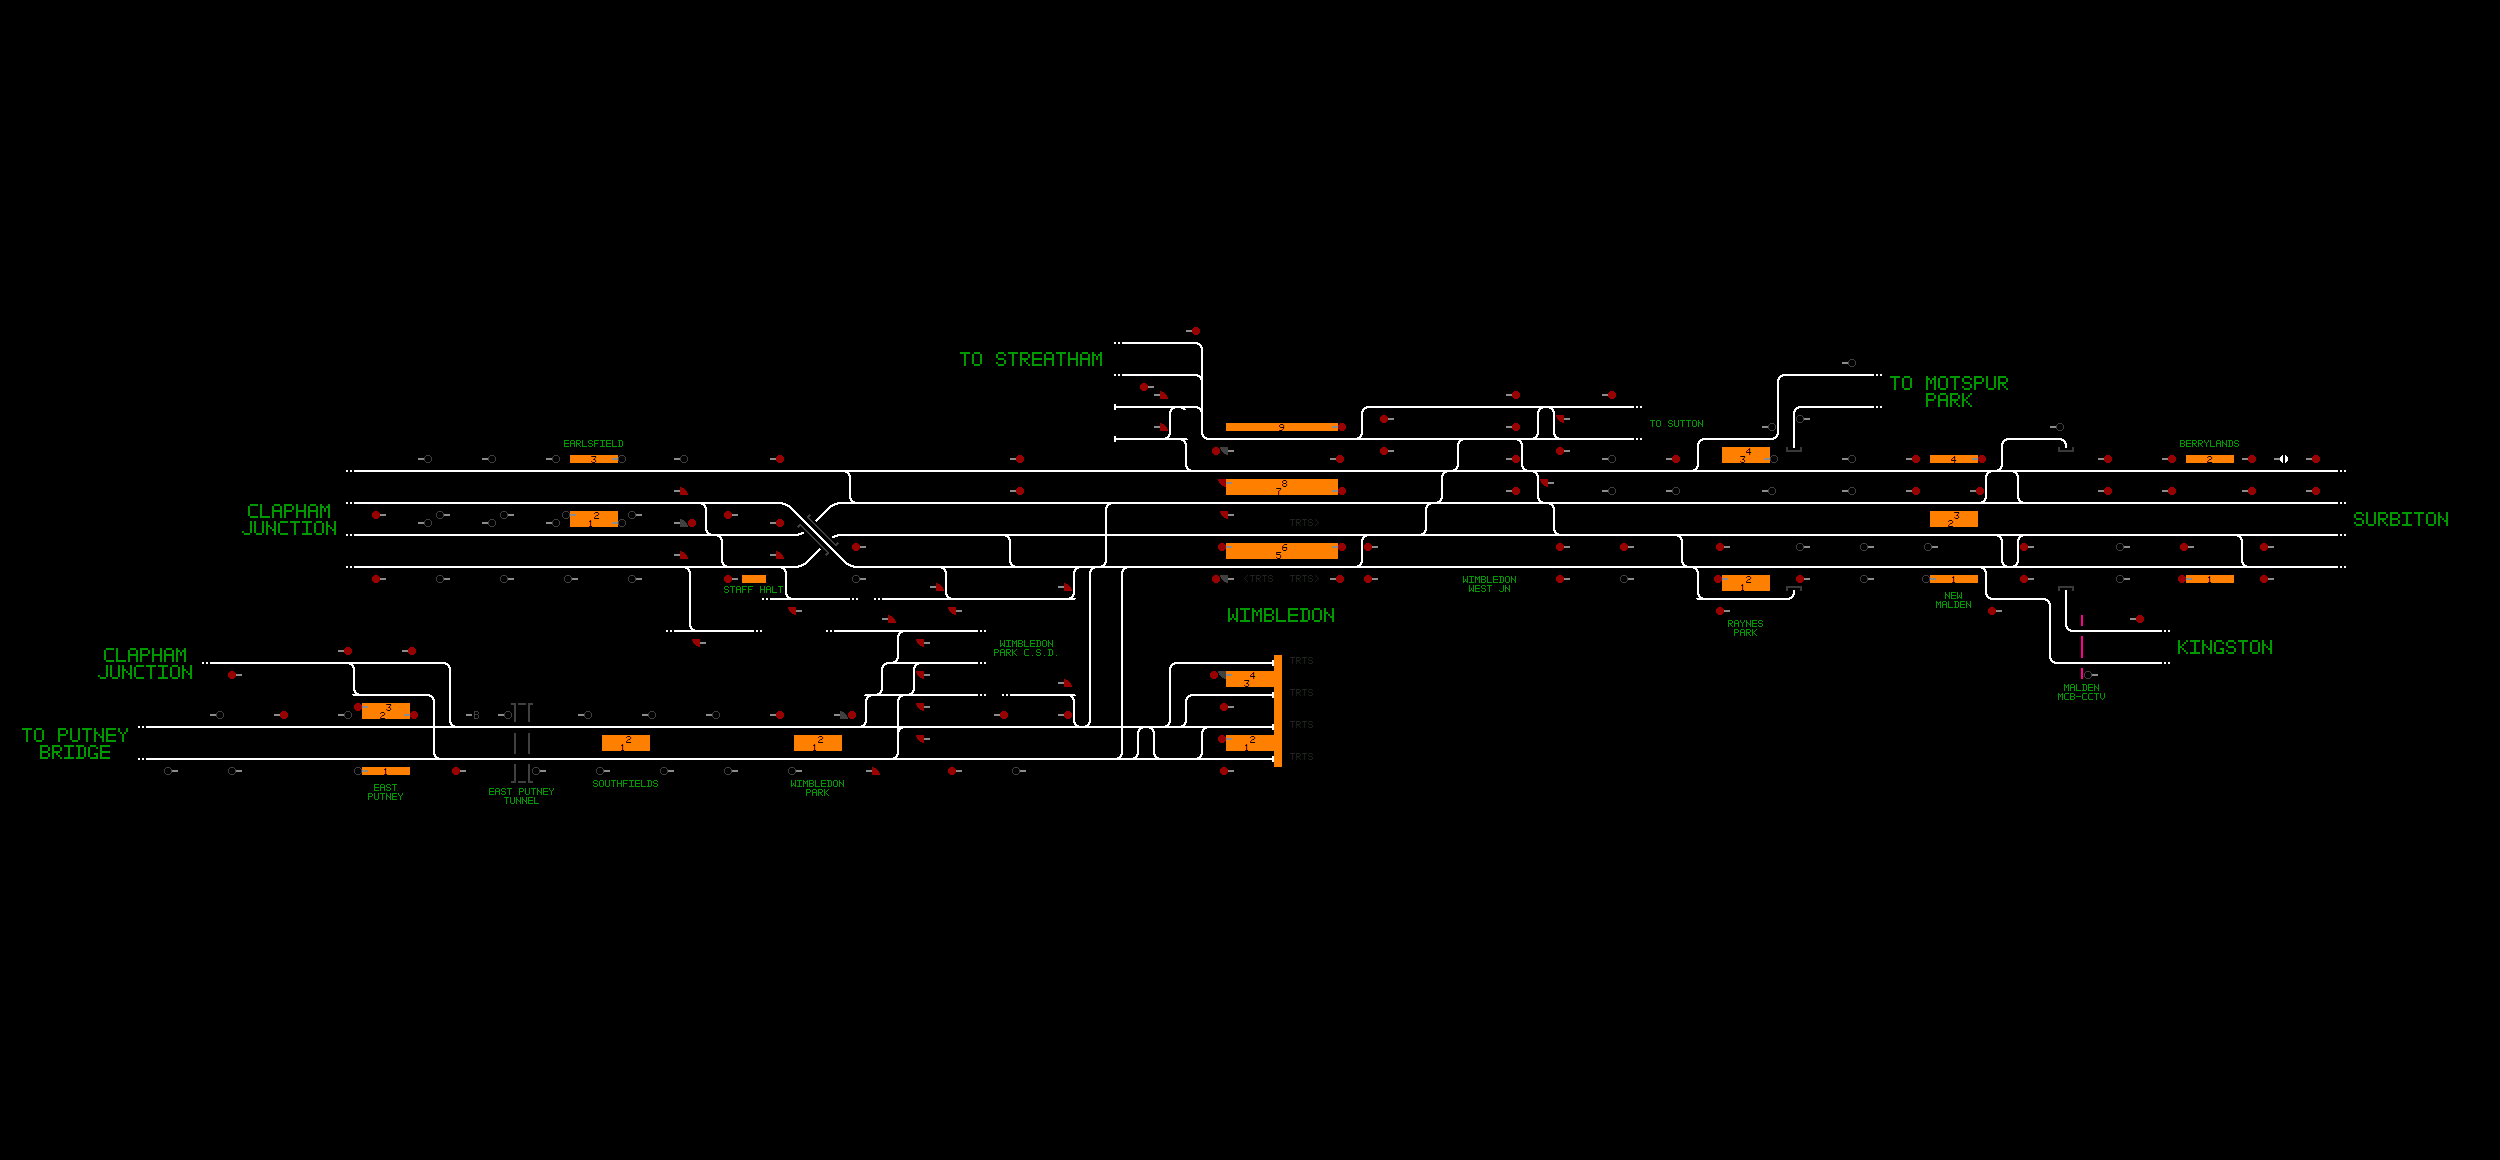 TO STREATHAM
TO MOTSPUR
PARK
9
TO SUTTON
EARLSFIELD
BERRYLANDS
3
4
3
4
2
8
7
CLAPHAM
JUNCTION
2
1
TRTS>
3
2
SURBITON
6
5
STAFF HALT
<TRTS TRTS>
WIMBLEDON
WEST JN
2
1
1
1
NEW
MALDEN
WIMBLEDON
RAYNES
PARK
CLAPHAM
JUNCTION
WIMBLEDON
PARK C.S.D.
TRTS
KINGSTON
4
3
TRTS
MALDEN
MCB-CCTV
3
2
B
TRTS
TO PUTNEY
BRIDGE
2
1
2
1
2
1
TRTS
1
EAST
PUTNEY
EAST PUTNEY
TUNNEL
SOUTHFIELDS
WIMBLEDON
PARK